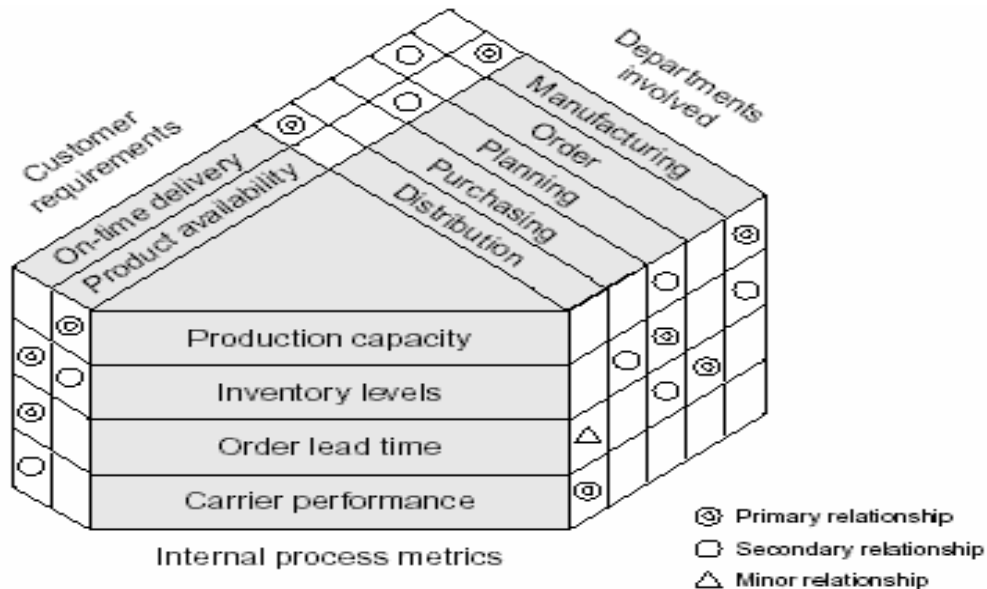 Customer
requirements
Departments
involved
On-time delivery
Product availability
Manufacturing
Order
Planning
Purchasing
Distribution
Production capacity
Inventory levels
Order lead time
Carrier performance
Internal process metrics
Primary relationship
Secondary relationship
Minor relationship